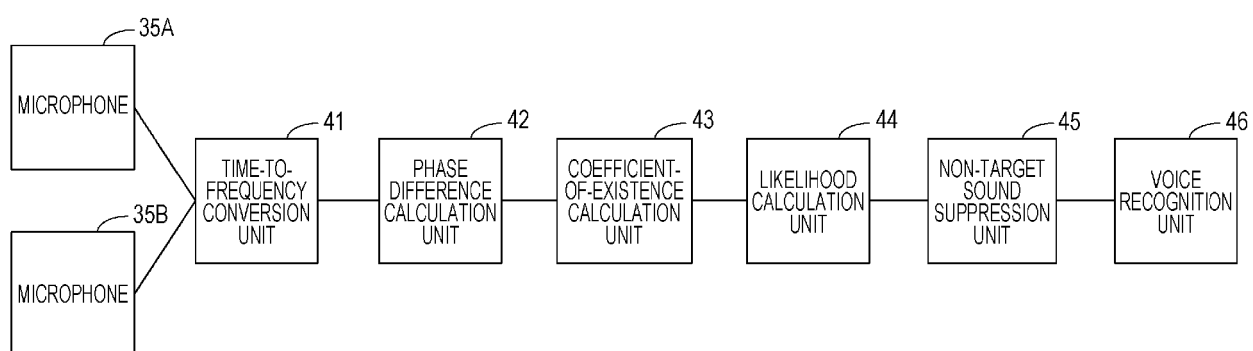 35A
MICROPHONE
35B
MICROPHONE
41
TIME-TO-
FREQUENCY
CONVERSION
UNIT
42
PHASE
DIFFERENCE
CALCULATION
UNIT
43
COEFFICIENT-
OF-EXISTENCE
CALCULATION
UNIT
44
LIKELIHOOD
CALCULATION
UNIT
45
NON-TARGET
SOUND
SUPPRESSION
UNIT
46
VOICE
RECOGNITION
UNIT